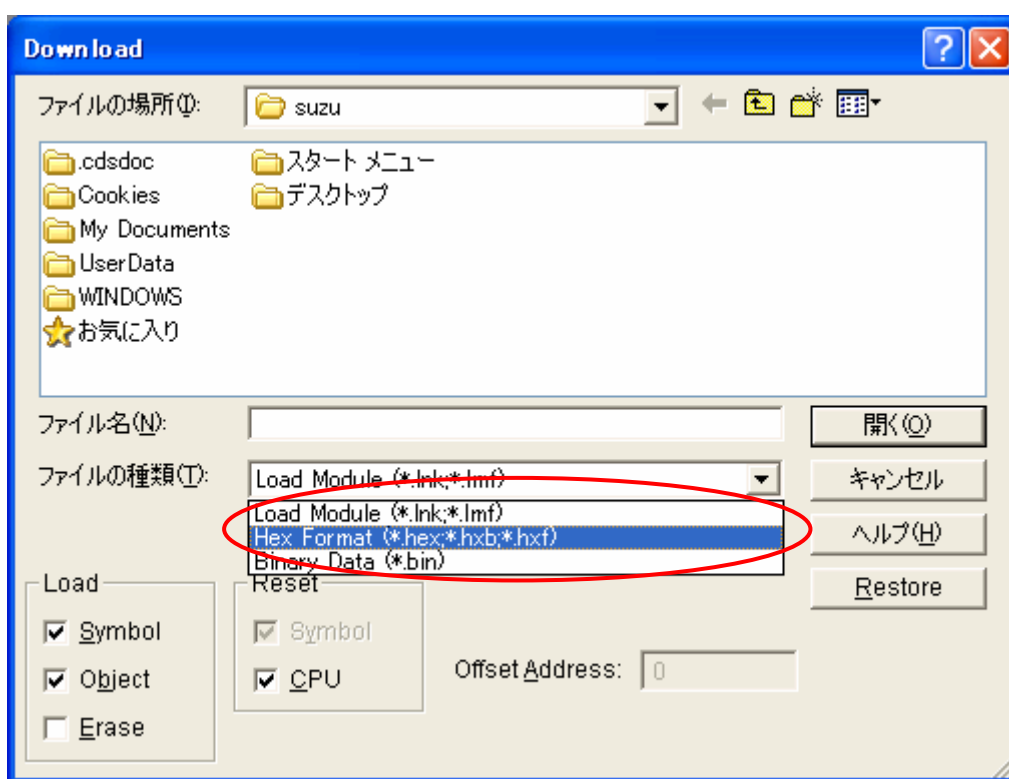 Download
ファイルの場所(I):
suzu
.cdsdoc
Cookies
My Documents
UserData
WINDOWS
お気に入り
スタート メニュー
デスクトップ
ファイル名(N):
開く(O)
ファイルの種類(T):
Load Module (*.lnk;*.lmf)
キャンセル
Load Module (*.lnk;*.lmf)
Hex Format (*.hex;*.hxb;*.hxf)
Binary Data (*.bin)
ヘルプ(H)
Restore
Load
Symbol
Object
Erase
Reset
Symbol
CPU
Offset Address:
0